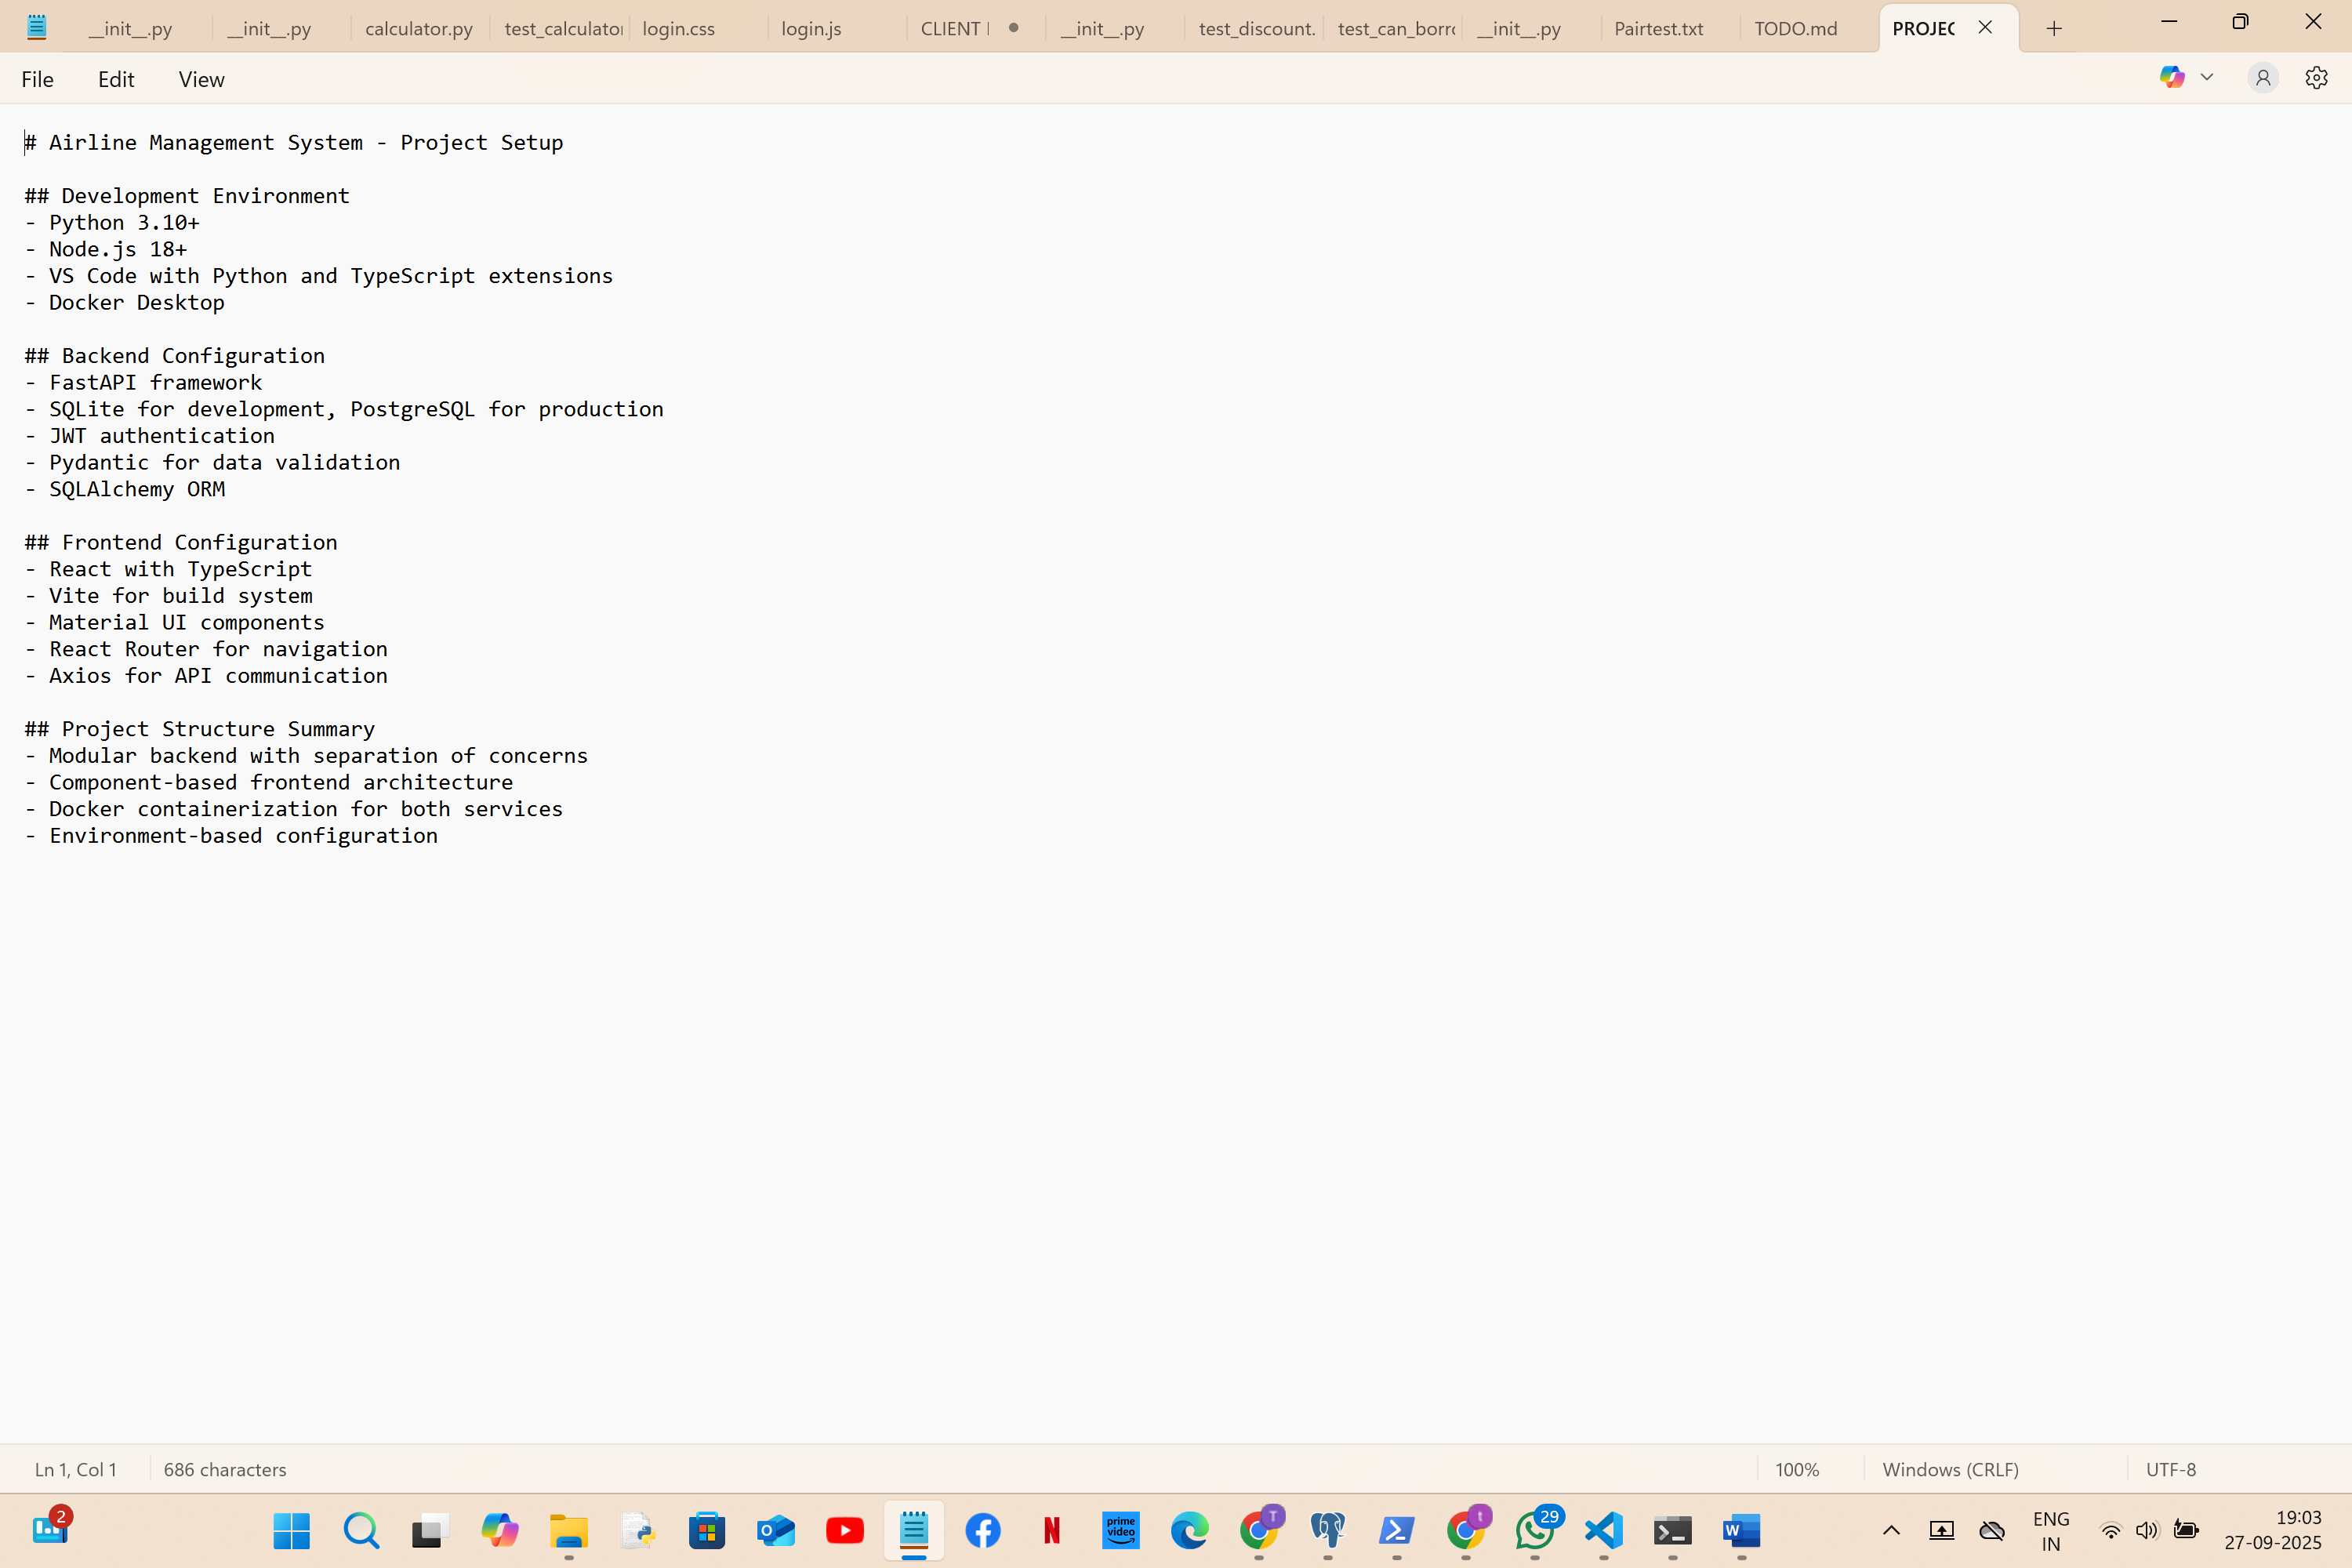 __init__.py
__init__.py
calculator.py
test_calculator
login.css
login.js
CLIENT
__init__.py
test_discount.
test_can_borro
__init__.py
Pairtest.txt
TODO.md
PROJEC
File Edit View
# Airline Management System - Project Setup
## Development Environment
- Python 3.10+
- Node.js 18+
- VS Code with Python and TypeScript extensions
- Docker Desktop
## Backend Configuration
- FastAPI framework
- SQLite for development, PostgreSQL for production
- JWT authentication
- Pydantic for data validation
- SQLAlchemy ORM
## Frontend Configuration
- React with TypeScript
- Vite for build system
- Material UI components
- React Router for navigation
- Axios for API communication
## Project Structure Summary
- Modular backend with separation of concerns
- Component-based frontend architecture
- Docker containerization for both services
- Environment-based configuration
Ln 1, Col 1
686 characters
100%
Windows (CRLF)
UTF-8
2
prime video
T
t
29
ENG
IN
19:03
27-09-2025